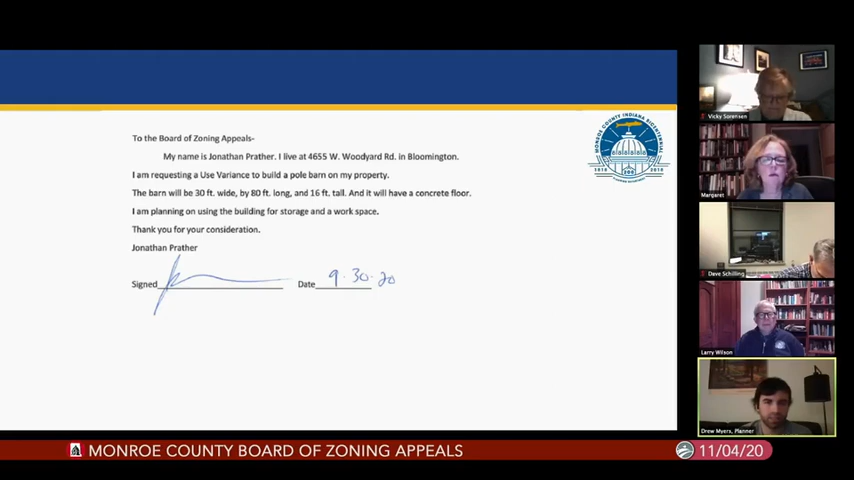 To the Board of Zoning Appeals-
My name is Jonathan Prather. I live at 4655 W. Woodyard Rd. in Bloomington.
I am requesting a Use Variance to build a pole barn on my property.
The barn will be 30 ft. wide, by 80 ft. long, and 16 ft. tall. And it will have a concrete floor.
I am planning on using the building for storage and a work space.
Thank you for your consideration.
Jonathan Prather
Signed
Date 9.30.20
MONROE COUNTY INDIANA BICENTENNIAL
1818 200 2018
Vicky Sorensen
Margaret
Dave Schilling
Larry Wilson
Drew Myers, Planner
MONROE COUNTY BOARD OF ZONING APPEALS
11/04/20